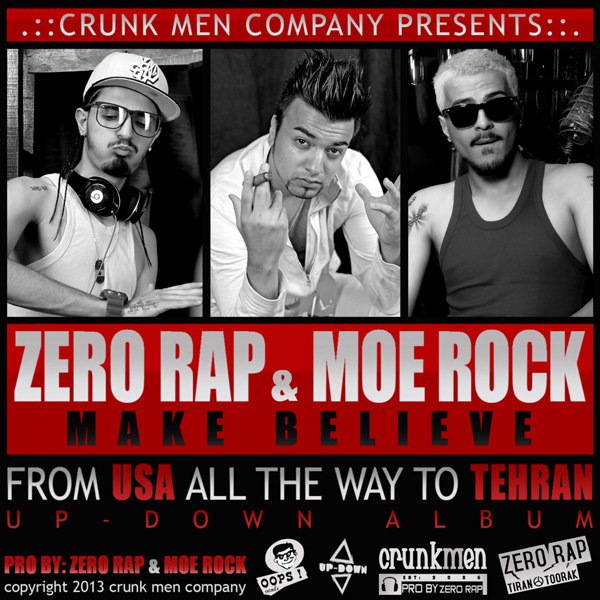 .:::CRUNK MEN COMPANY PRESENTS:::.
ZERO RAP & MOE ROCK
MAKE BELIEVE
FROM USA ALL THE WAY TO TEHRAN
UP-DOWN ALBUM
PRO BY: ZERO RAP & MOE ROCK
copyright 2013 crunk men company
OOPS!
UP-DOWN
crunkmen
PRO BY ZERO RAP
ZERO RAP
TIRAN TOORAK